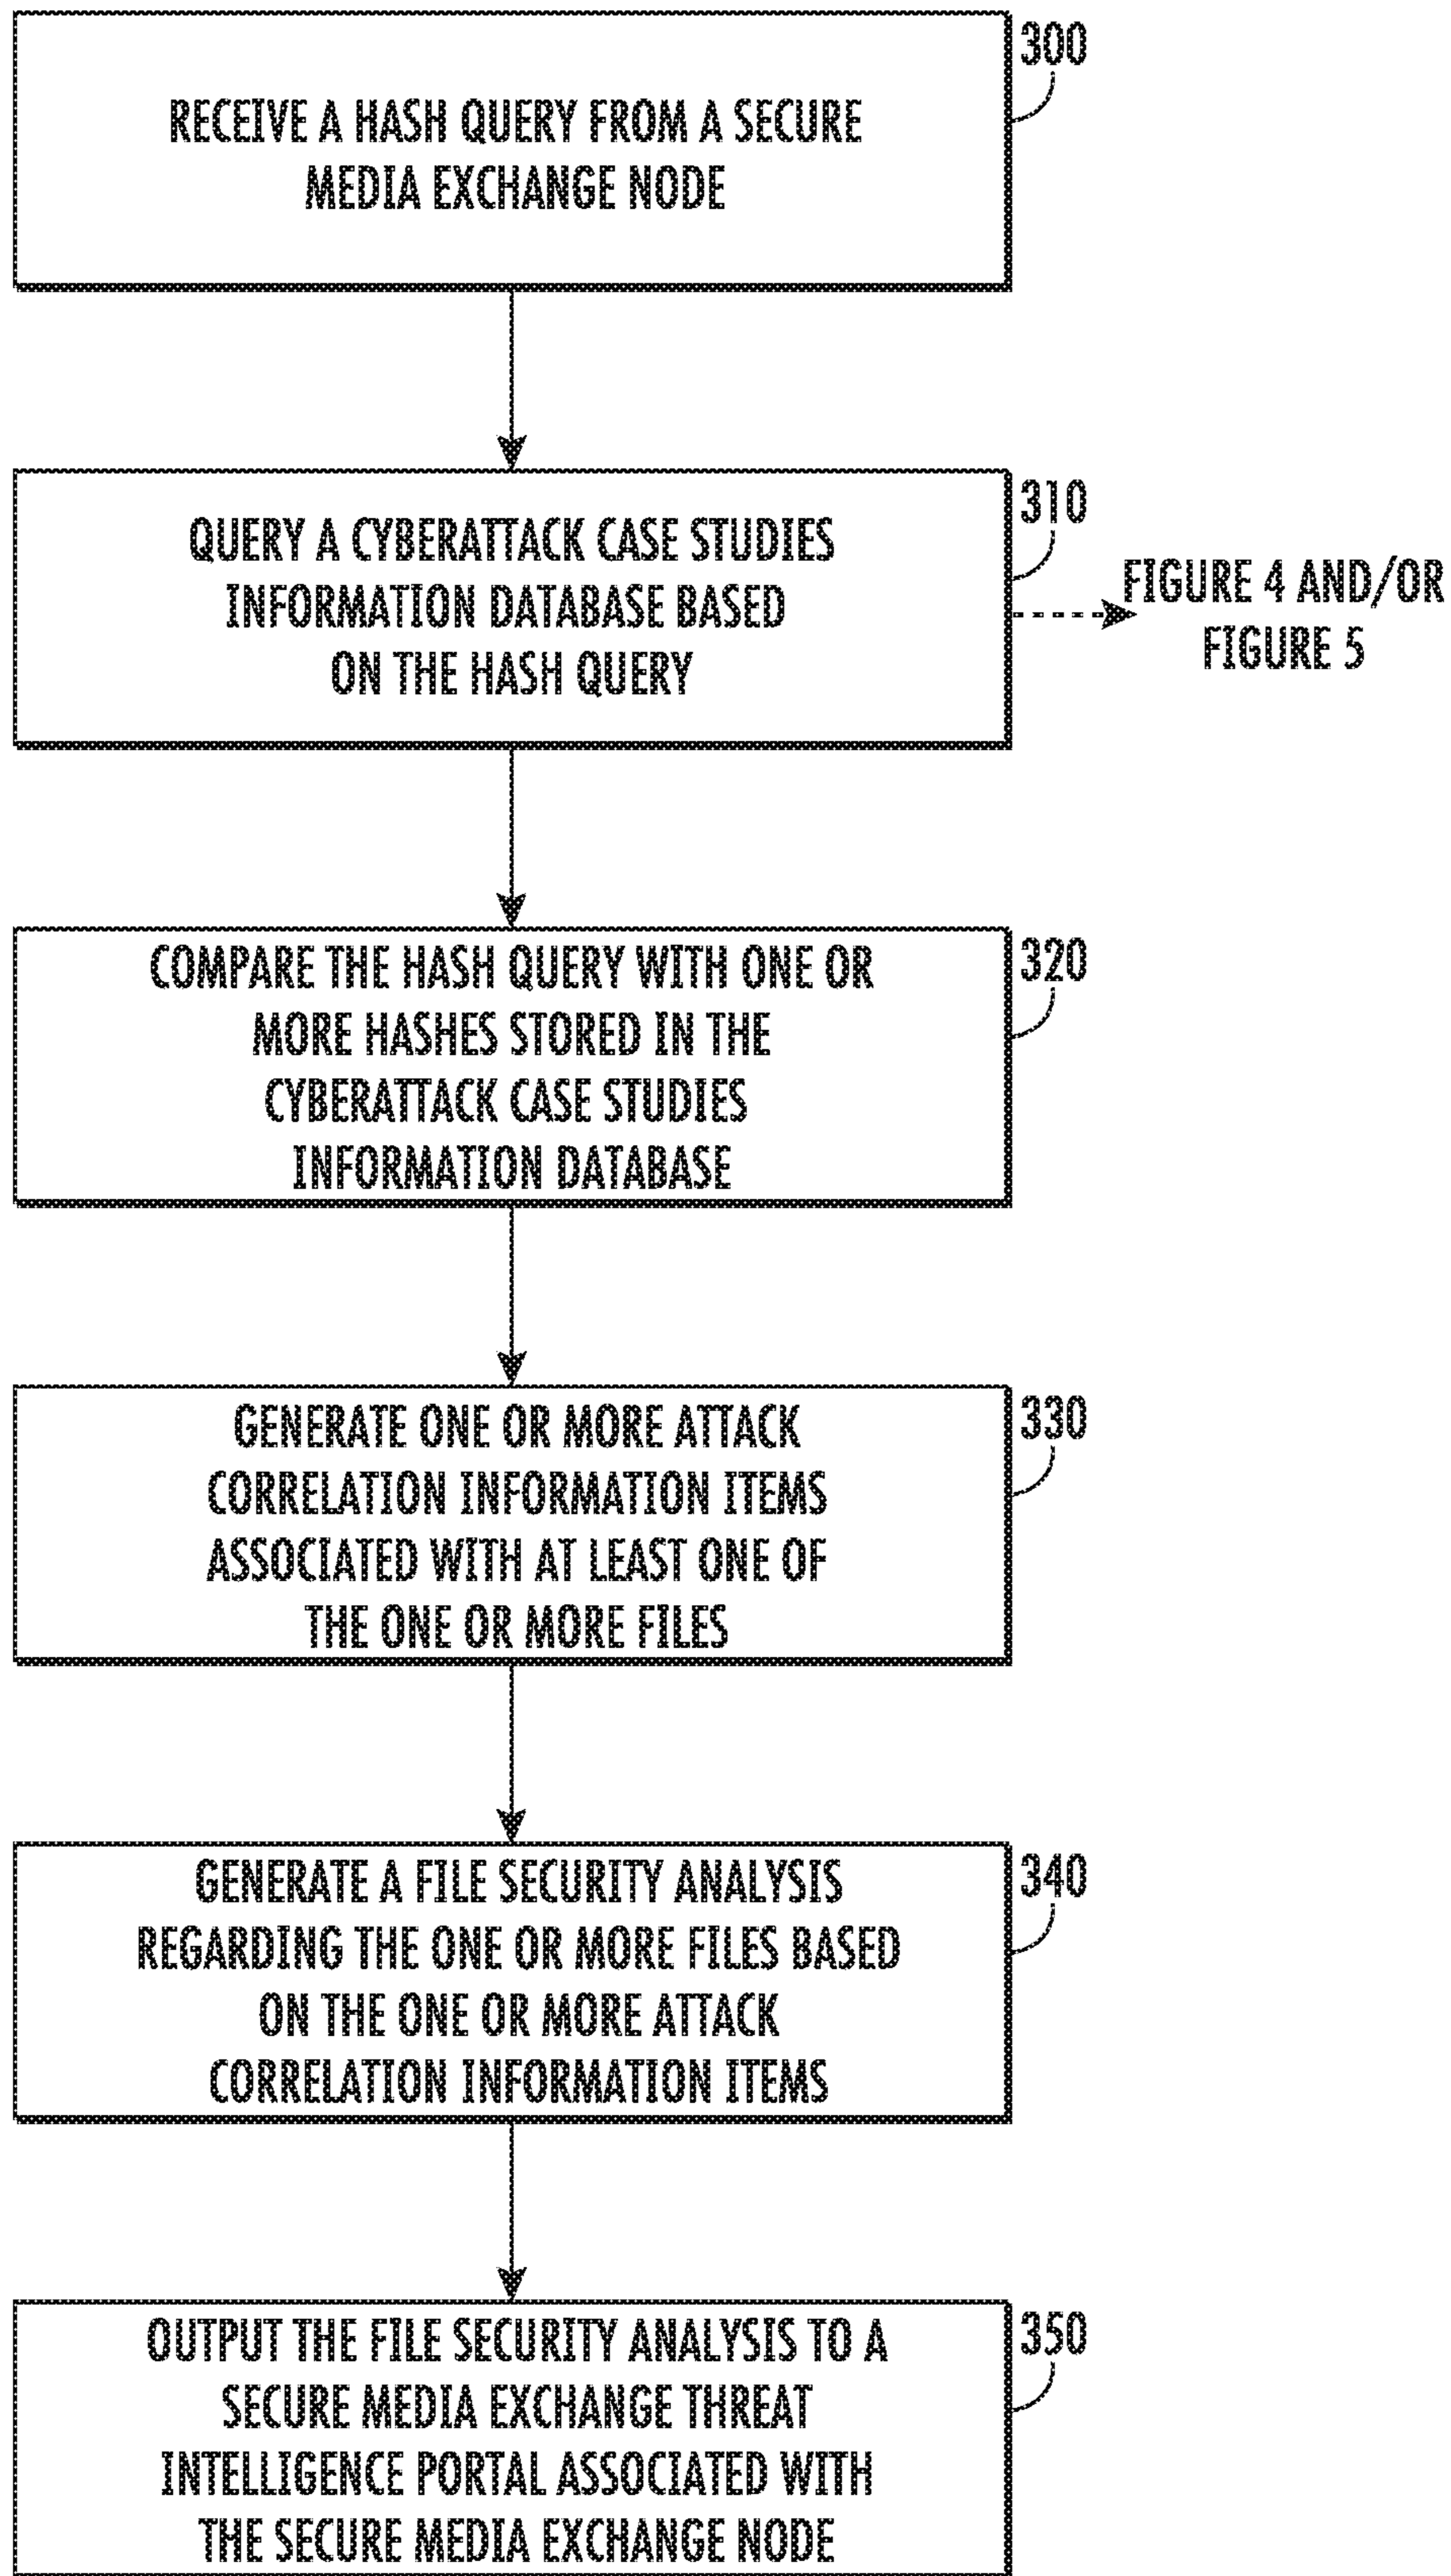 300
RECEIVE A HASH QUERY FROM A SECURE
MEDIA EXCHANGE NODE
310
QUERY A CYBERATTACK CASE STUDIES
INFORMATION DATABASE BASED
ON THE HASH QUERY
FIGURE 4 AND/OR
FIGURE 5
320
COMPARE THE HASH QUERY WITH ONE OR
MORE HASHES STORED IN THE
CYBERATTACK CASE STUDIES
INFORMATION DATABASE
330
GENERATE ONE OR MORE ATTACK
CORRELATION INFORMATION ITEMS
ASSOCIATED WITH AT LEAST ONE OF
THE ONE OR MORE FILES
340
GENERATE A FILE SECURITY ANALYSIS
REGARDING THE ONE OR MORE FILES BASED
ON THE ONE OR MORE ATTACK
CORRELATION INFORMATION ITEMS
350
OUTPUT THE FILE SECURITY ANALYSIS TO A
SECURE MEDIA EXCHANGE THREAT
INTELLIGENCE PORTAL ASSOCIATED WITH
THE SECURE MEDIA EXCHANGE NODE